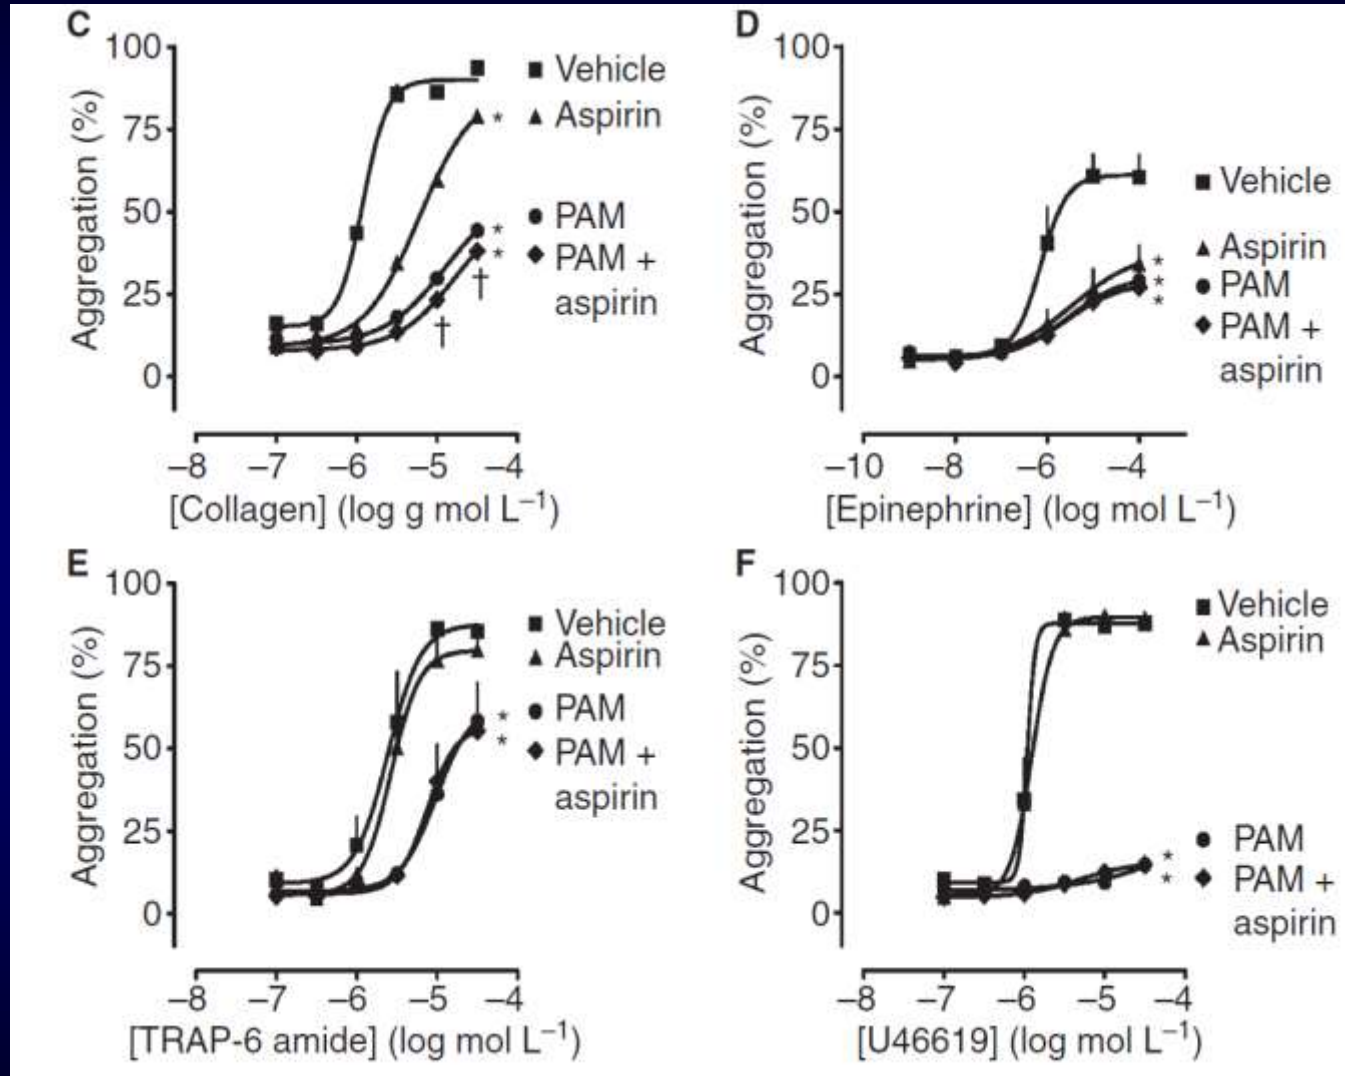 C
100
75
50
25
0
Aggregation (%)
Vehicle
Aspirin
*
PAM
*
PAM +
*
aspirin
†
†
–8 –7 –6 –5 –4
[Collagen] (log g mol L–1)
D
100
75
50
25
0
Aggregation (%)
Vehicle
Aspirin
*
PAM
*
PAM +
*
aspirin
–10 –8 –6 –4
[Epinephrine] (log mol L–1)
E
100
75
50
25
0
Aggregation (%)
Vehicle
Aspirin
PAM
*
PAM +
*
aspirin
–8 –7 –6 –5 –4
[TRAP-6 amide] (log mol L–1)
F
100
75
50
25
0
Aggregation (%)
Vehicle
Aspirin
PAM
*
PAM +
*
aspirin
–8 –7 –6 –5 –4
[U46619] (log mol L–1)